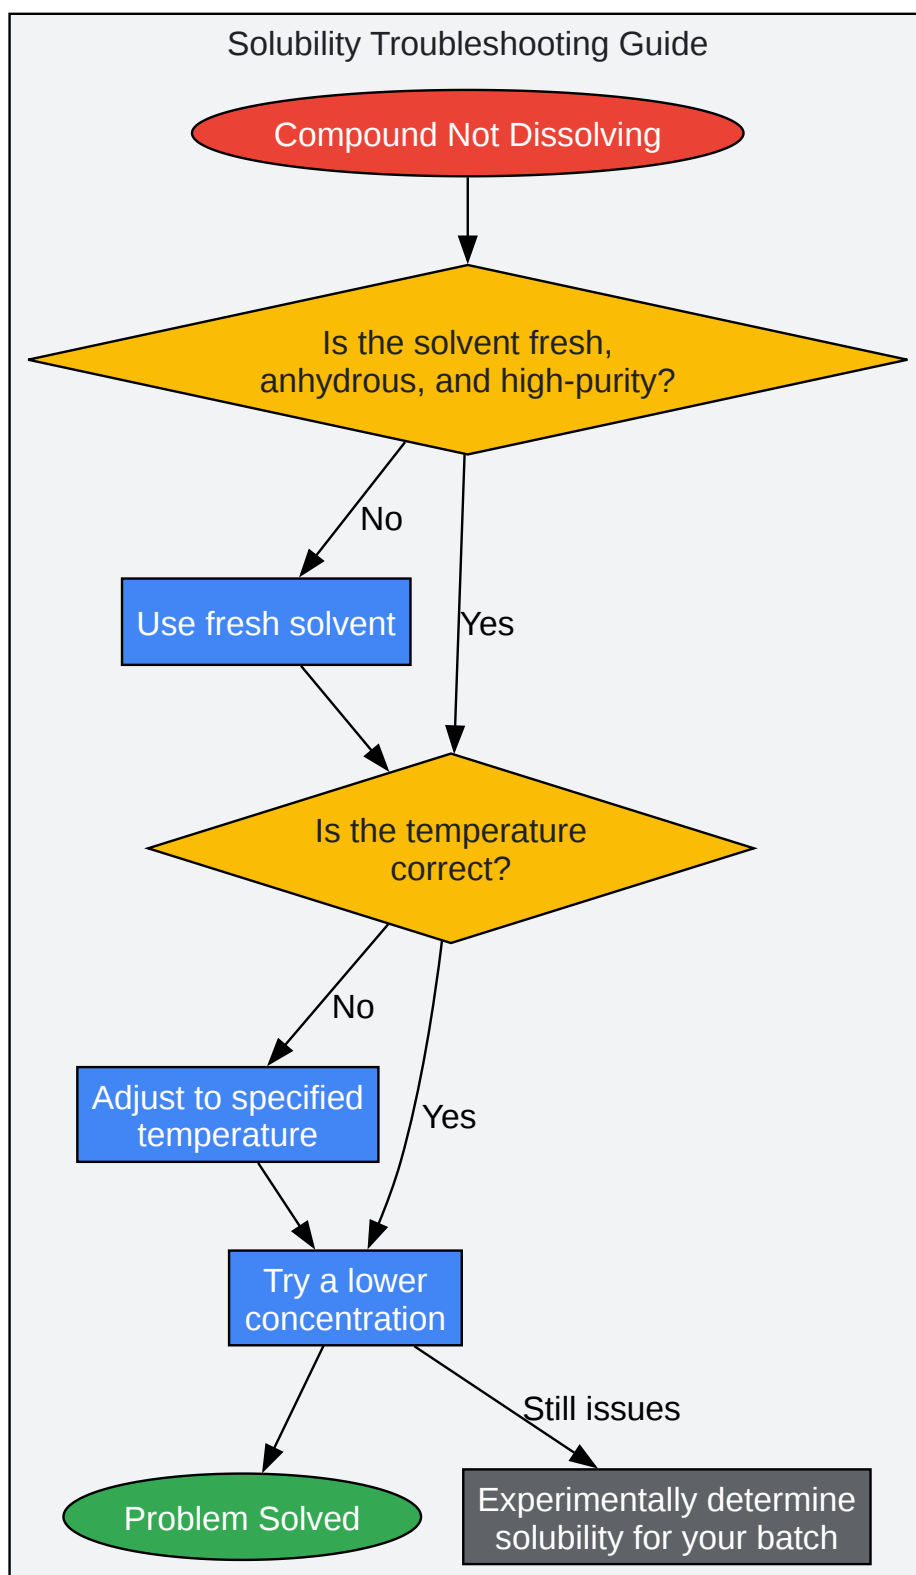 Solubility Troubleshooting Guide
Compound Not Dissolving
Is the solvent fresh,
anhydrous, and high-purity?
No
Use fresh solvent
Yes
Is the temperature
correct?
No
Adjust to specified
temperature
Yes
Try a lower
concentration
Still issues
Problem Solved
Experimentally determine
solubility for your batch